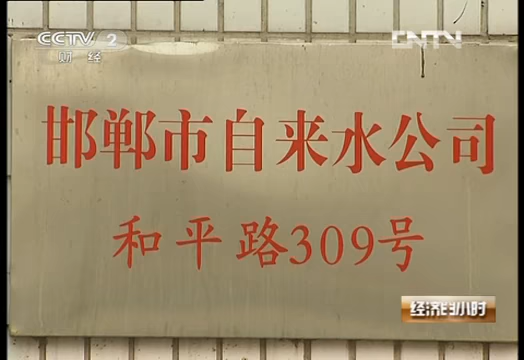 CCTV 2
财经
CNTV
邯郸市自来水公司
和平路309号
经济半小时